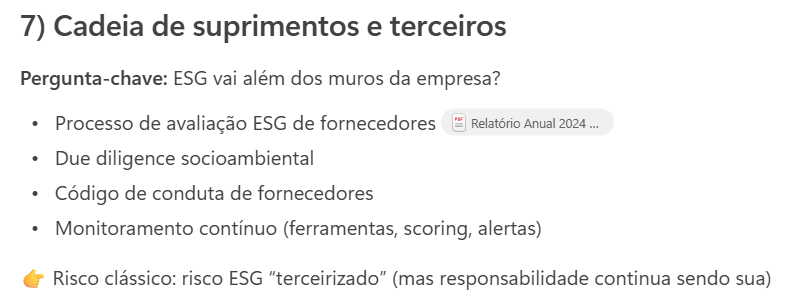 7) Cadeia de suprimentos e terceiros
Pergunta-chave: ESG vai além dos muros da empresa?
• Processo de avaliação ESG de fornecedores PDF Relatório Anual 2024 ...
• Due diligence socioambiental
• Código de conduta de fornecedores
• Monitoramento contínuo (ferramentas, scoring, alertas)
👉 Risco clássico: risco ESG “terceirizado” (mas responsabilidade continua sendo sua)